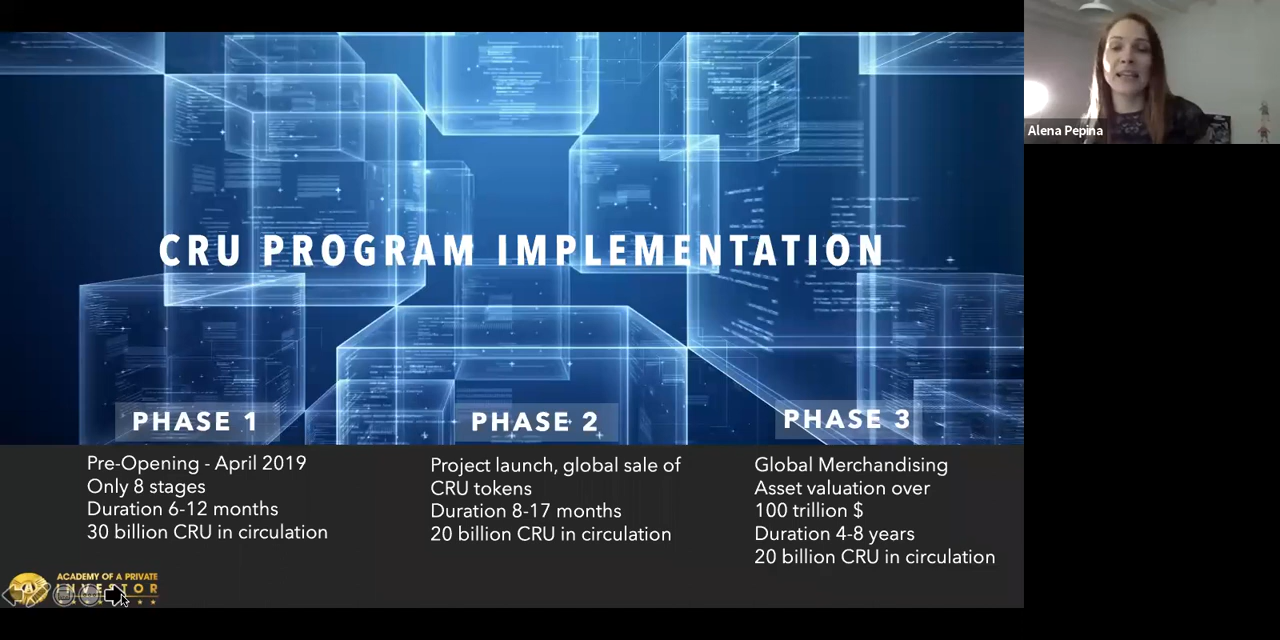 Alena Pepina
CRU PROGRAM IMPLEMENTATION
PHASE 1
Pre-Opening - April 2019
Only 8 stages
Duration 6-12 months
30 billion CRU in circulation
PHASE 2
Project launch, global sale of
CRU tokens
Duration 8-17 months
20 billion CRU in circulation
PHASE 3
Global Merchandising
Asset valuation over
100 trillion $
Duration 4-8 years
20 billion CRU in circulation
ACADEMY OF A PRIVATE
INVESTOR